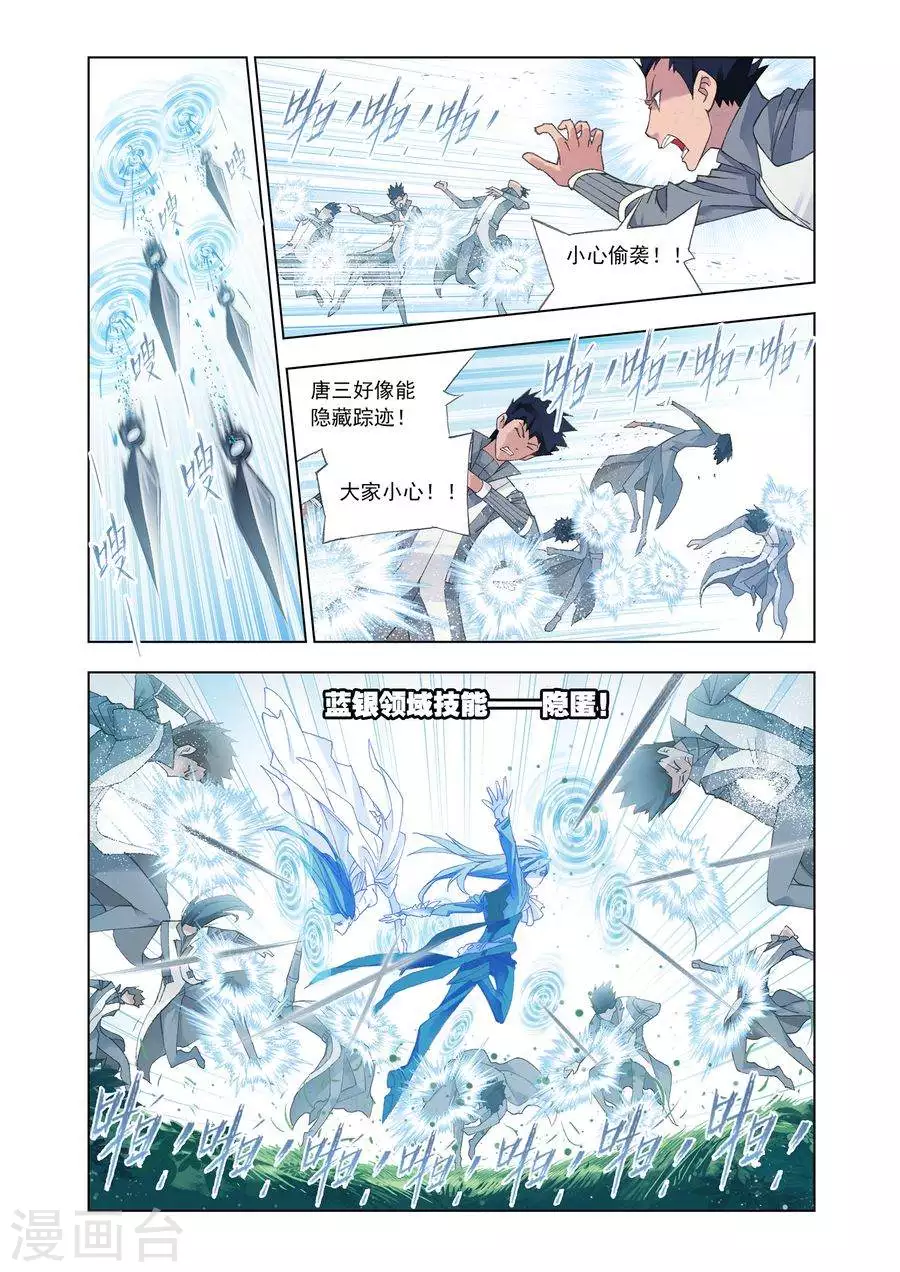 嗖
嗖
嗖
嗖
嗖
嗖
啪 啪 啪
小心偷袭！！
唐三好像能
隐藏踪迹！
大家小心！！
啪 啪 啪 啪
蓝银领域技能——隐匿！
啪 啪 啪 啪 啪 啪 啪
漫画台